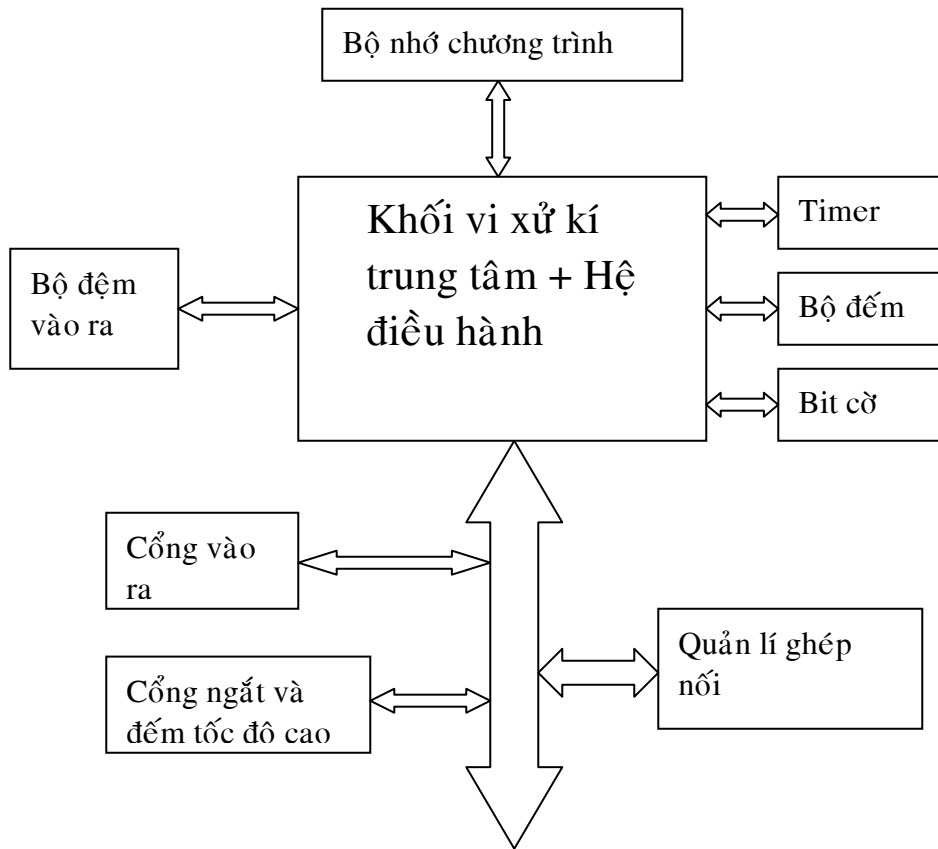 Bộ nhớ chương trình
Khối vi xử kí
trung tâm + Hệ
điều hành
Timer
Bộ đệm
vào ra
Bộ đếm
Bit cờ
Cổng vào
ra
Quản lí ghép
nối
Cổng ngắt và
đếm tốc đô cao